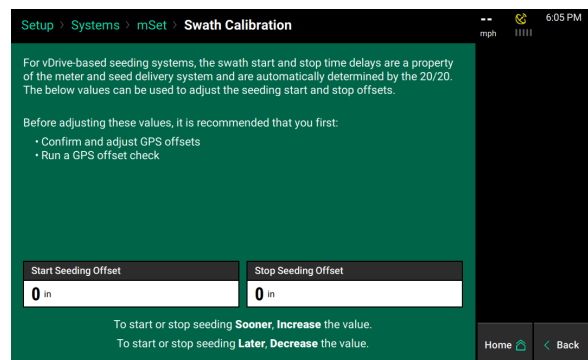 Setup > Systems > mSet > Swath Calibration
-- mph
6:05 PM
For vDrive-based seeding systems, the swath start and stop time delays are a property
of the meter and seed delivery system and are automatically determined by the 20/20.
The below values can be used to adjust the seeding start and stop offsets.
Before adjusting these values, it is recommended that you first:
• Confirm and adjust GPS offsets
• Run a GPS offset check
Start Seeding Offset
0 in
Stop Seeding Offset
0 in
To start or stop seeding Sooner, Increase the value.
To start or stop seeding Later, Decrease the value.
Home
< Back